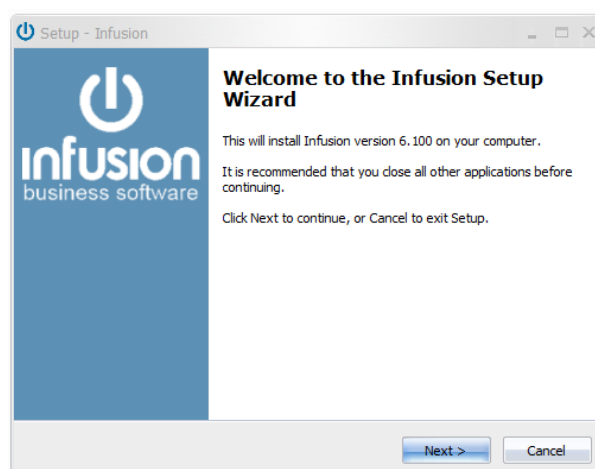 Setup - Infusion
Welcome to the Infusion Setup
Wizard
This will install Infusion version 6.100 on your computer.
It is recommended that you close all other applications before
continuing.
Click Next to continue, or Cancel to exit Setup.
infusion
business software
Next >
Cancel